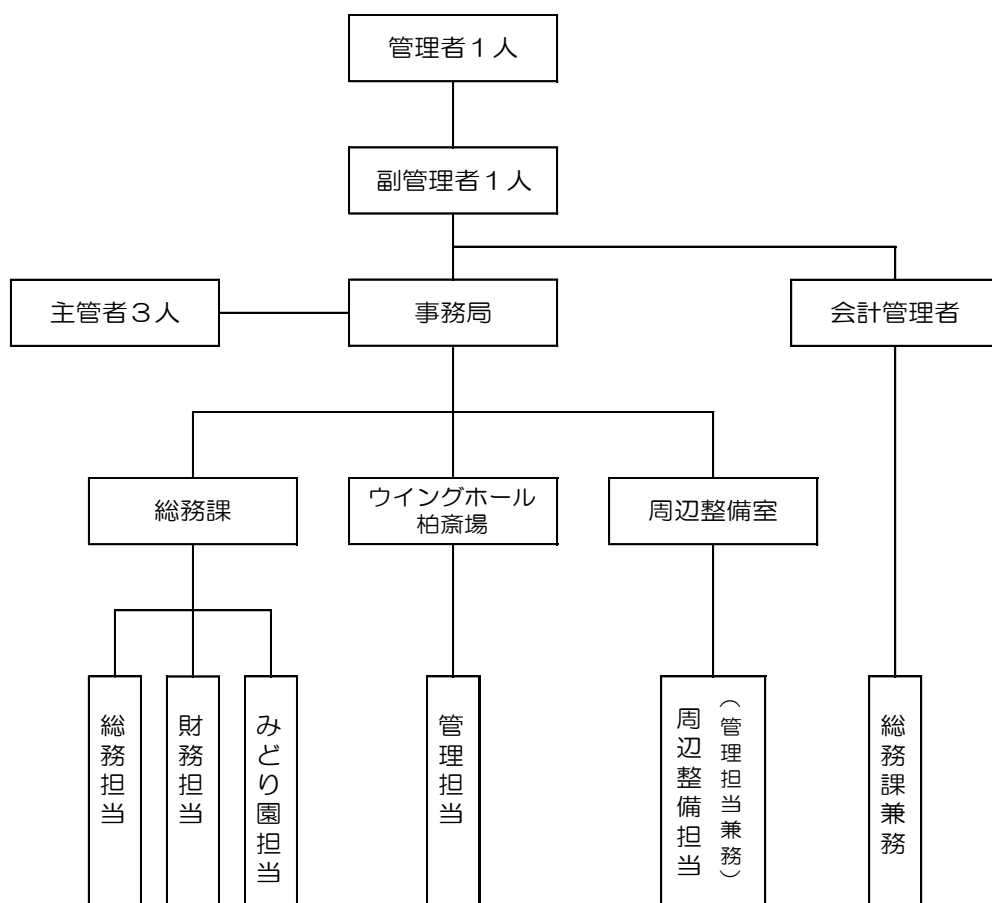 管理者１人
副管理者１人
主管者３人
事務局
会計管理者
総務課
ウイングホール
柏斎場
周辺整備室
総務担当
財務担当
みどり園担当
管理担当
（管理担当兼務）
周辺整備担当
総務課兼務